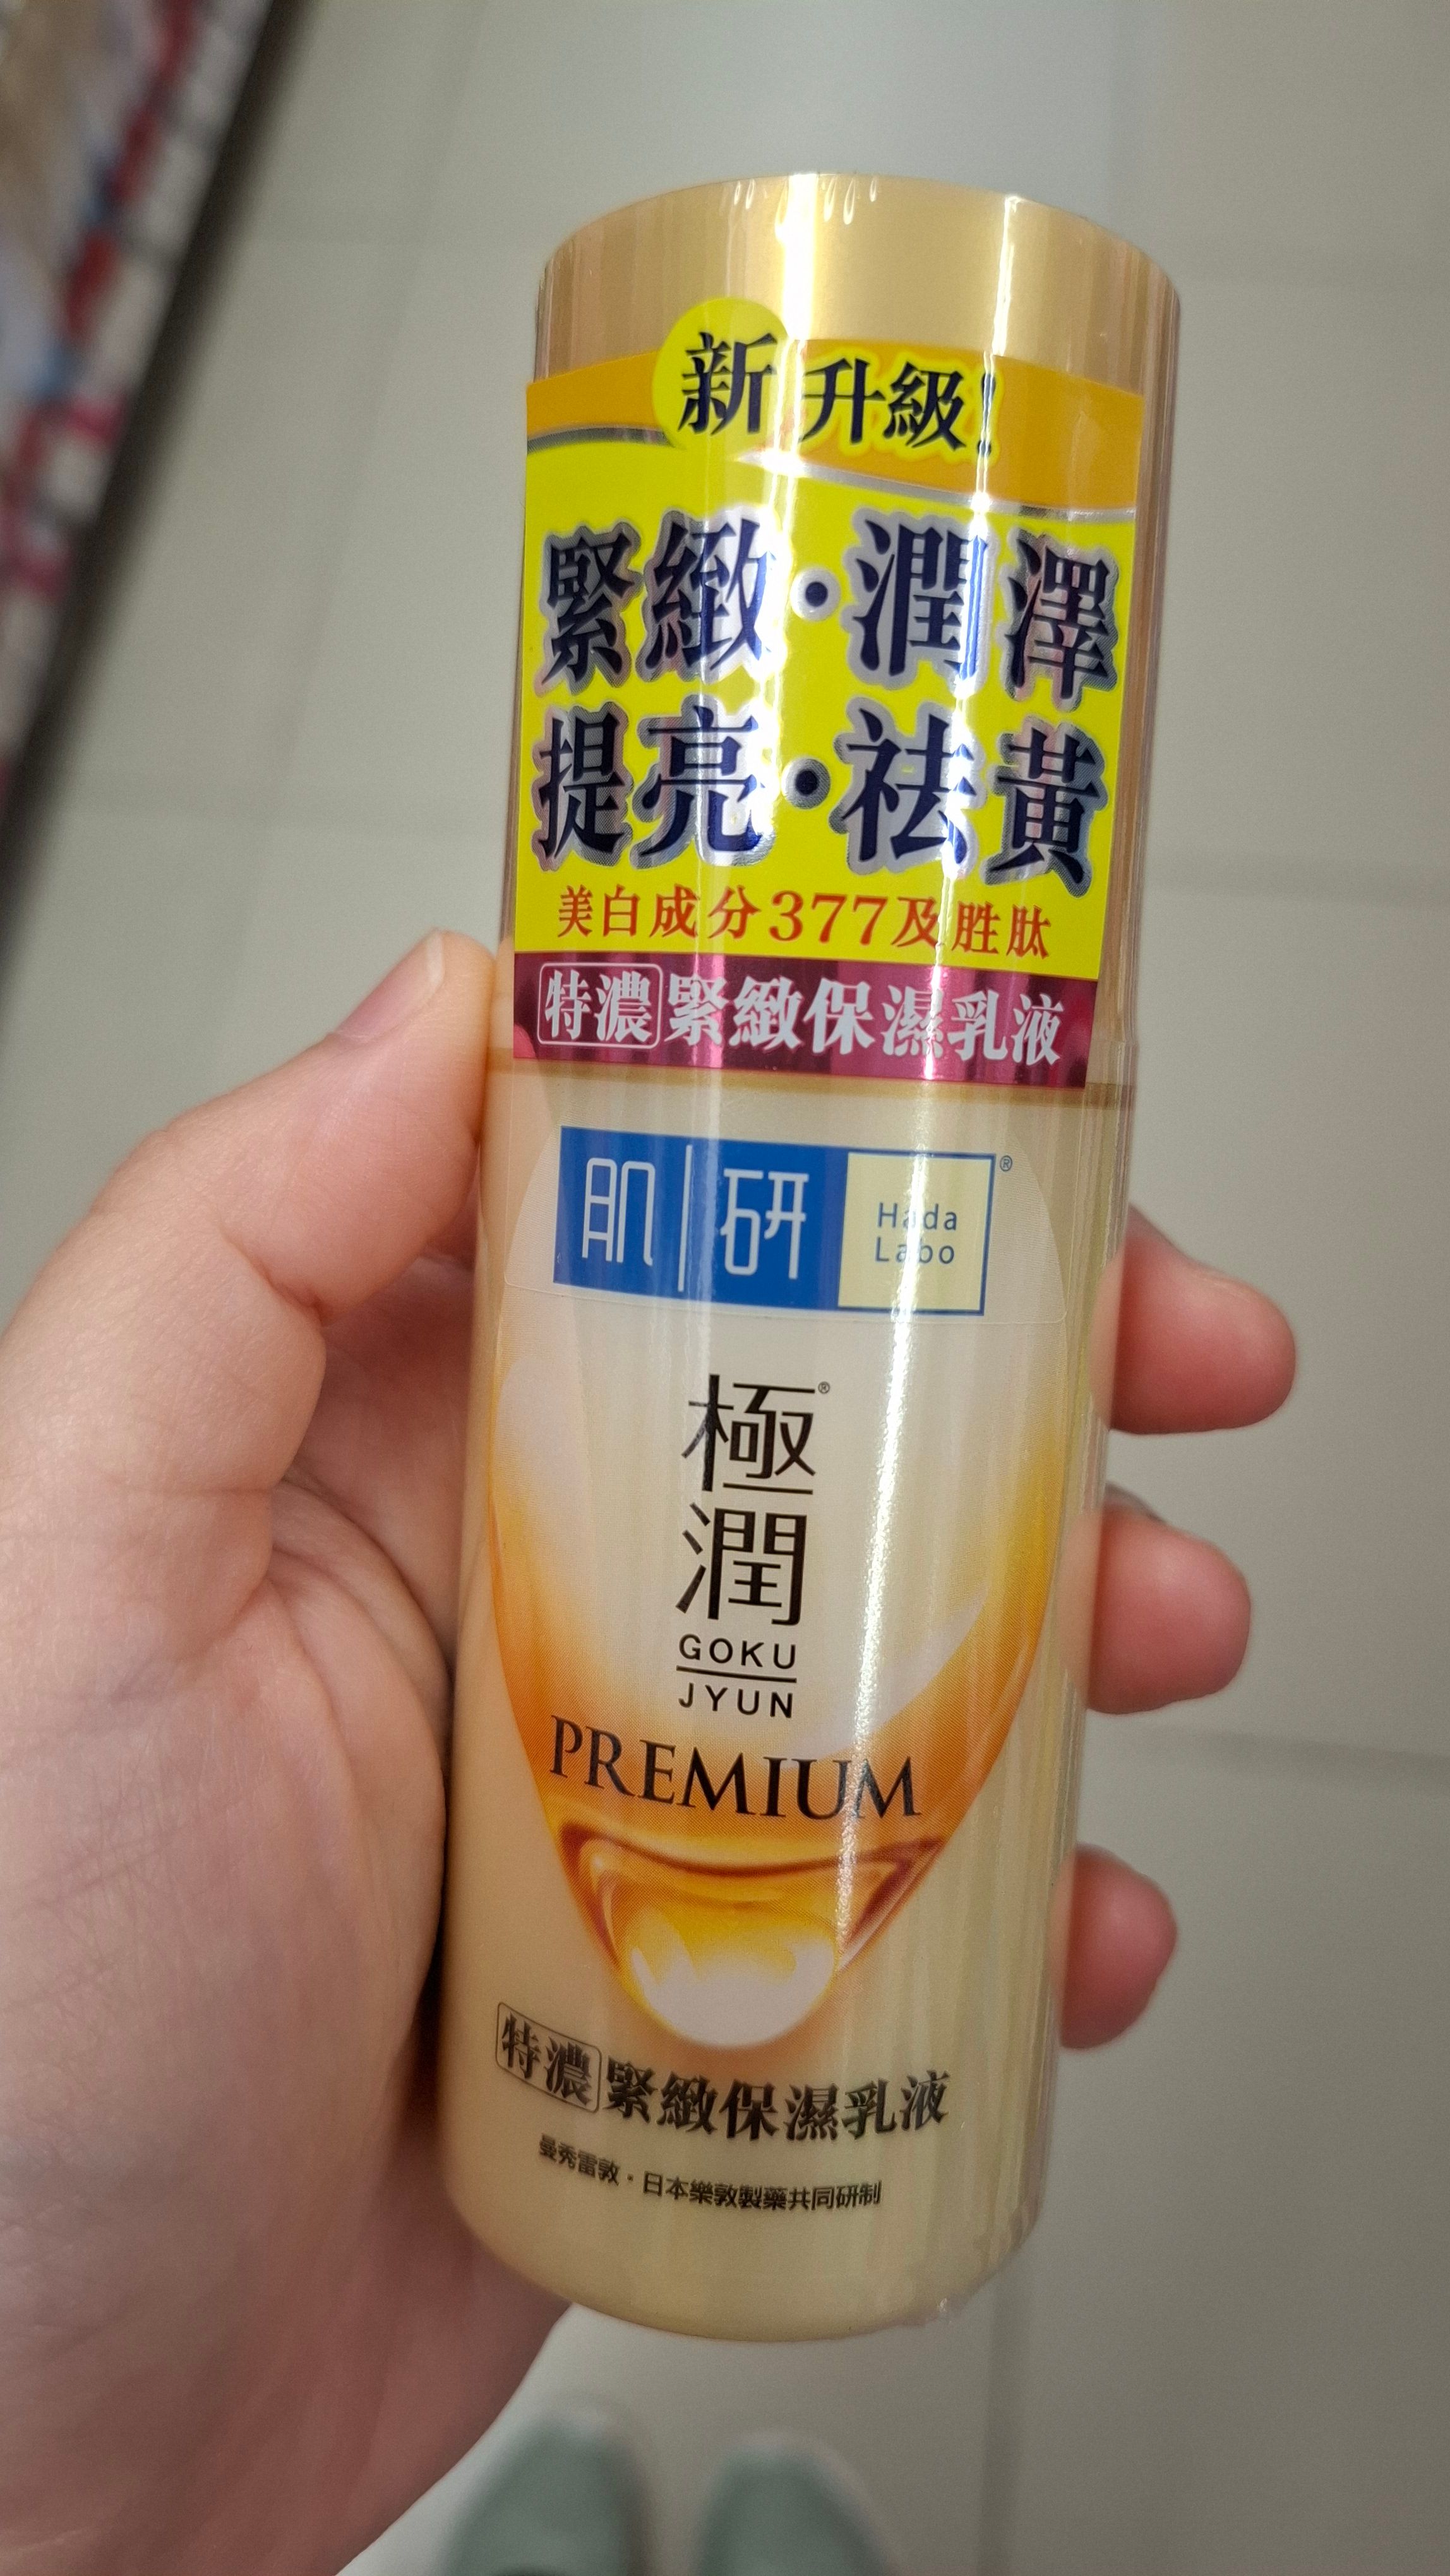 新升級!
緊緻·潤澤
提亮·祛黃
美白成分377及胜肽
特濃 緊緻保濕乳液
肌研 Hada Labo ®
極潤®
GOKU
JYUN
PREMIUM
特濃 緊緻保濕乳液
曼秀雷敦·日本樂敦製藥共同研制